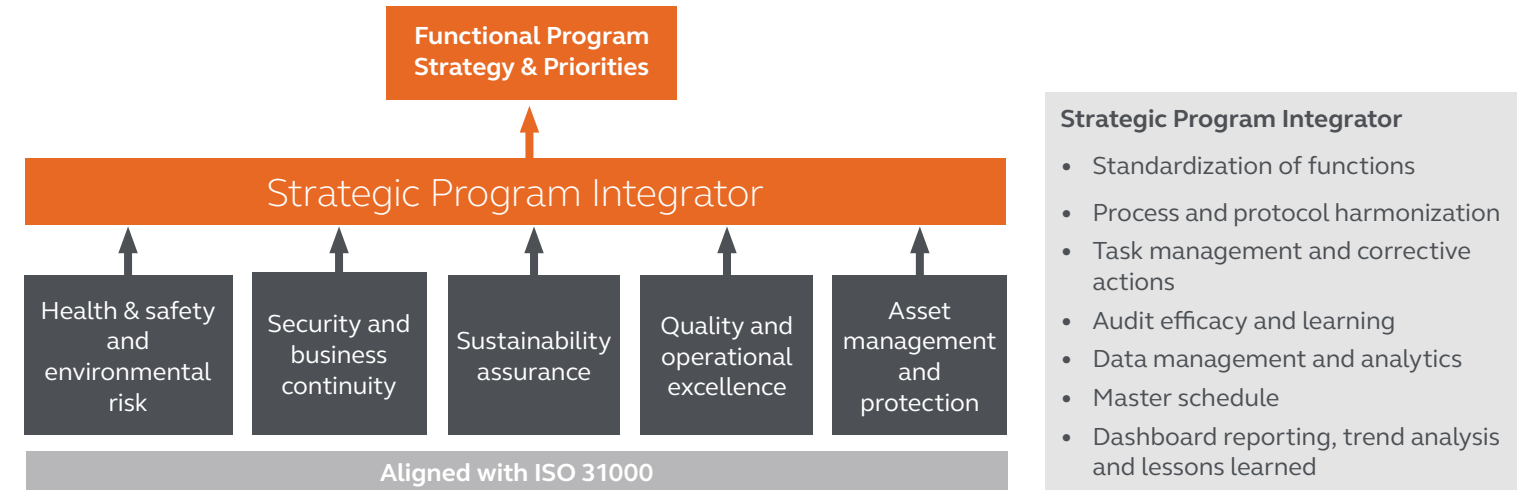 Functional Program
Strategy & Priorities
Strategic Program Integrator
Health & safety
and
environmental
risk
Security and
business
continuity
Sustainability
assurance
Quality and
operational
excellence
Asset
management
and
protection
Aligned with ISO 31000
Strategic Program Integrator
• Standardization of functions
• Process and protocol harmonization
• Task management and corrective
actions
• Audit efficacy and learning
• Data management and analytics
• Master schedule
• Dashboard reporting, trend analysis
and lessons learned